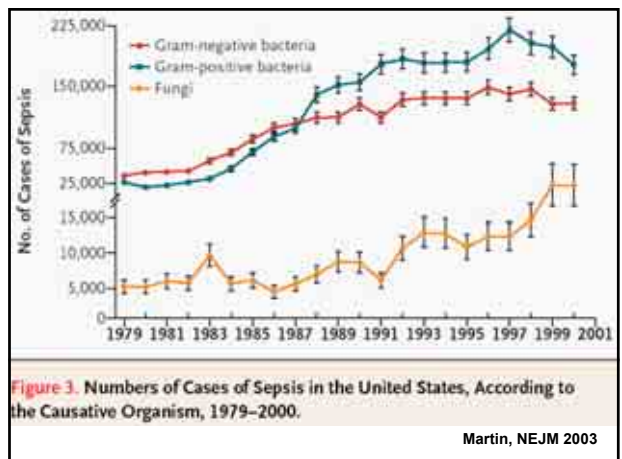 225,000
Gram-negative bacteria
Gram-positive bacteria
150,000
Fungi
No. of Cases of Sepsis
75,000
25,000
15,000
10,000
5,000
0
1979 1981 1983 1985 1987 1989 1991 1993 1995 1997 1999 2001
Figure 3. Numbers of Cases of Sepsis in the United States, According to
the Causative Organism, 1979–2000.
Martin, NEJM 2003